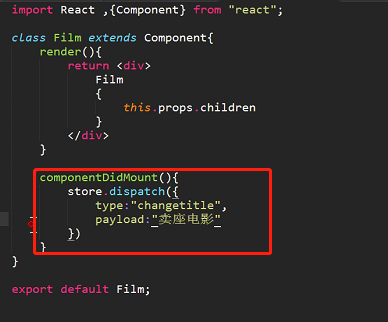 import React ,{Component} from "react";
class Film extends Component{
render(){
return <div>
Film
{
this.props.children
}
</div>
}
componentDidMount(){
store.dispatch({
type:"changetitle",
payload:"卖座电影"
})
}
}
export default Film;